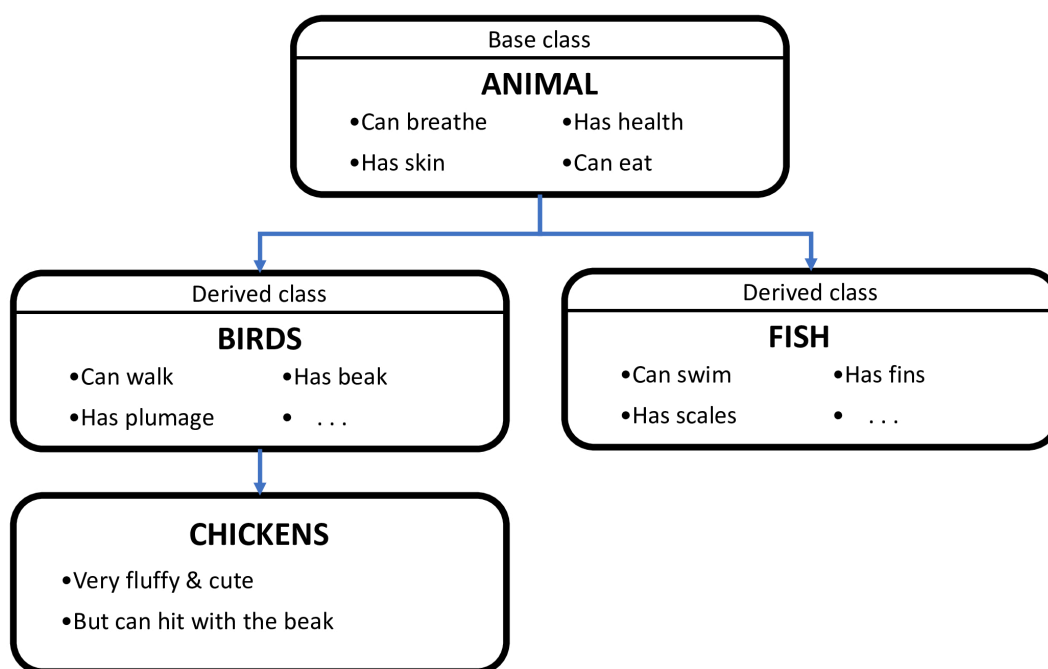 Base class
ANIMAL
•Can breathe •Has health
•Has skin •Can eat
Derived class
BIRDS
•Can walk •Has beak
•Has plumage • . . .
Derived class
FISH
•Can swim •Has fins
•Has scales • . . .
CHICKENS
•Very fluffy & cute
•But can hit with the beak